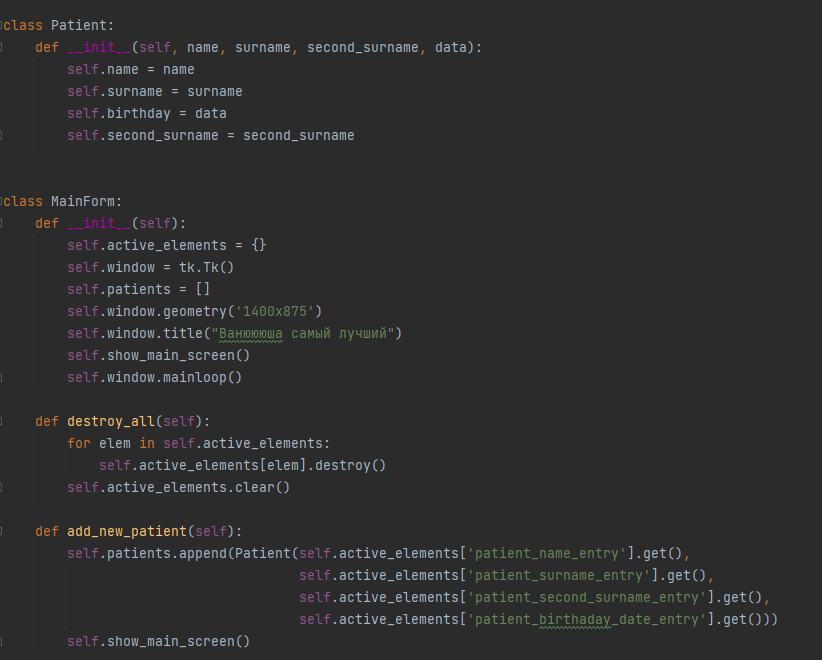 class Patient:
    def __init__(self, name, surname, second_surname, data):
        self.name = name
        self.surname = surname
        self.birthday = data
        self.second_surname = second_surname
class MainForm:
    def __init__(self):
        self.active_elements = {}
        self.window = tk.Tk()
        self.patients = []
        self.window.geometry('1400x875')
        self.window.title("Ванюююша самый лучший")
        self.show_main_screen()
        self.window.mainloop()
    def destroy_all(self):
        for elem in self.active_elements:
            self.active_elements[elem].destroy()
        self.active_elements.clear()
    def add_new_patient(self):
        self.patients.append(Patient(self.active_elements['patient_name_entry'].get(),
                                     self.active_elements['patient_surname_entry'].get(),
                                     self.active_elements['patient_second_surname_entry'].get(),
                                     self.active_elements['patient_birthaday_date_entry'].get()))
        self.show_main_screen()